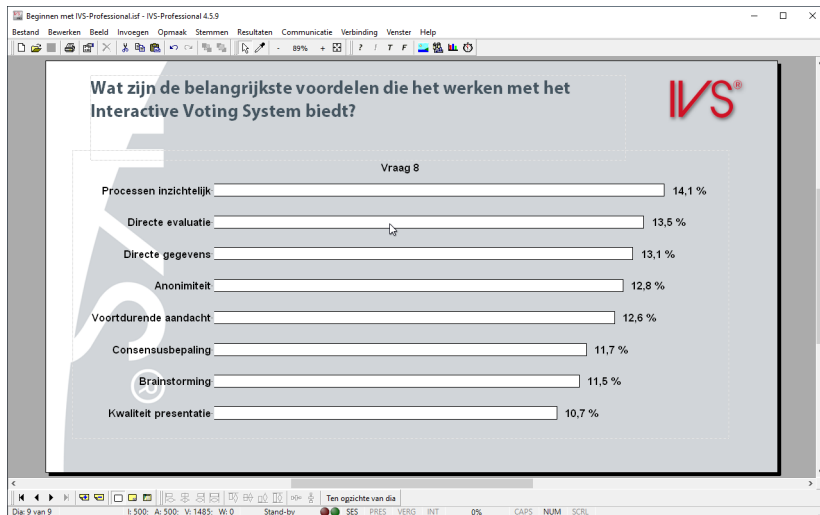 Beginnen met IVS-Professional.isf - IVS-Professional 4.5.9
Bestand Bewerken Beeld Invoegen Opmaak Stemmen Resultaten Communicatie Verbinding Venster Help
- 89% + ? ! T F
Wat zijn de belangrijkste voordelen die het werken met het
Interactive Voting System biedt?
IVS®
Vraag 8
Processen inzichtelijk 14,1 %
Directe evaluatie 13,5 %
Directe gegevens 13,1 %
Anonimiteit 12,8 %
Voortdurende aandacht 12,6 %
Consensusbepaling 11,7 %
Brainstorming 11,5 %
Kwaliteit presentatie 10,7 %
Ten opzichte van dia
Dia: 9 van 9 I: 500: A: 500: V: 1485: W: 0 Stand-by SES PRES VERG INT 0% CAPS NUM SCRL